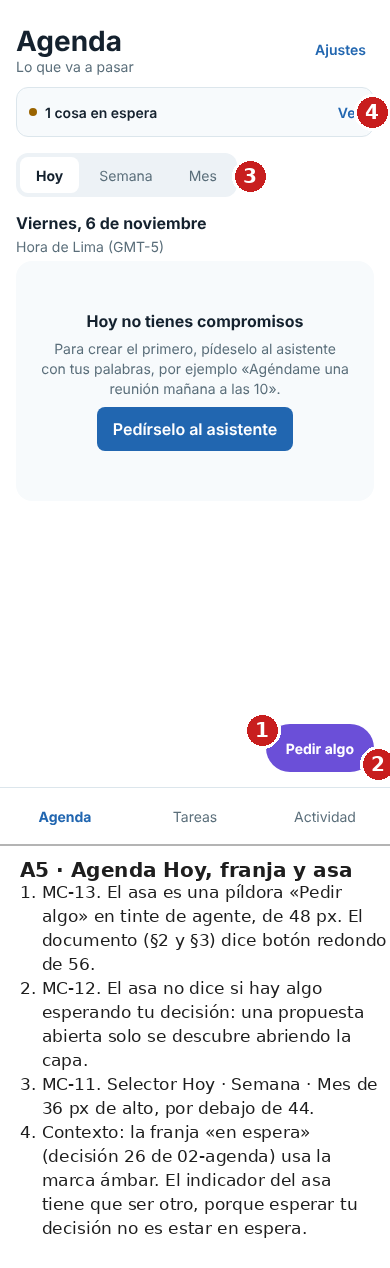 Agenda
Lo que va a pasar
Ajustes
1 cosa en espera
Ve
4
Hoy
Semana
Mes
3
Viernes, 6 de noviembre
Hora de Lima (GMT-5)
Hoy no tienes compromisos
Para crear el primero, pídeselo al asistente
con tus palabras, por ejemplo «Agéndame una
reunión mañana a las 10».
Pedírselo al asistente
1
Pedir algo
2
Agenda
Tareas
Actividad
A5 · Agenda Hoy, franja y asa
1. MC-13. El asa es una píldora «Pedir
algo» en tinte de agente, de 48 px. El
documento (§2 y §3) dice botón redondo
de 56.
2. MC-12. El asa no dice si hay algo
esperando tu decisión: una propuesta
abierta solo se descubre abriendo la
capa.
3. MC-11. Selector Hoy · Semana · Mes de
36 px de alto, por debajo de 44.
4. Contexto: la franja «en espera»
(decisión 26 de 02-agenda) usa la
marca ámbar. El indicador del asa
tiene que ser otro, porque esperar tu
decisión no es estar en espera.